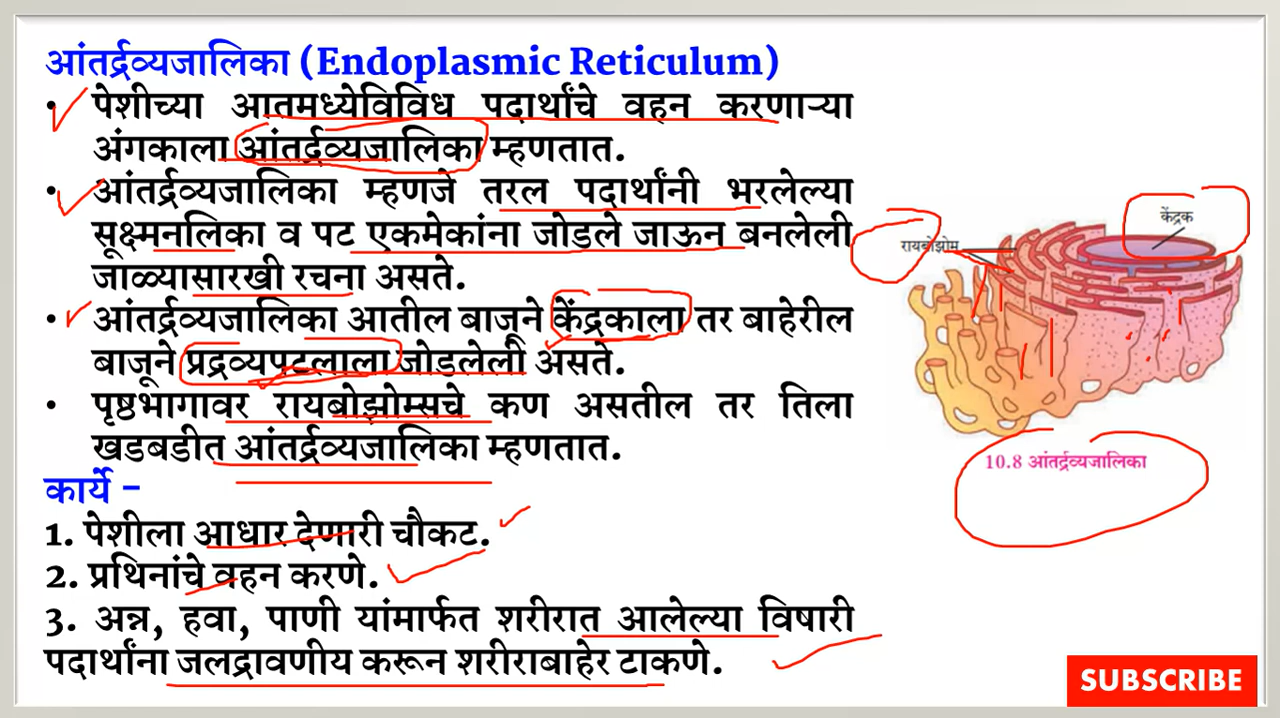 आंतर्द्रव्यजालिका (Endoplasmic Reticulum)
• पेशीच्या आतमध्येविविध पदार्थांचे वहन करणाऱ्या
अंगकाला आंतर्द्रव्यजालिका म्हणतात.
• आंतर्द्रव्यजालिका म्हणजे तरल पदार्थांनी भरलेल्या
सूक्ष्मनलिका व पट एकमेकांना जोडले जाऊन बनलेली
जाळ्यासारखी रचना असते.
• आंतर्द्रव्यजालिका आतील बाजूने केंद्रकाला तर बाहेरील
बाजूने प्रद्रव्यपटलाला जोडलेली असते.
• पृष्ठभागावर रायबोझोम्सचे कण असतील तर तिला
खडबडीत आंतर्द्रव्यजालिका म्हणतात.
कार्ये -
1. पेशीला आधार देणारी चौकट.
2. प्रथिनांचे वहन करणे.
3. अन्न, हवा, पाणी यांमार्फत शरीरात आलेल्या विषारी
पदार्थांना जलद्रावणीय करून शरीराबाहेर टाकणे.
केंद्रक
रायबोझोम
10.8 आंतर्द्रव्यजालिका
SUBSCRIBE